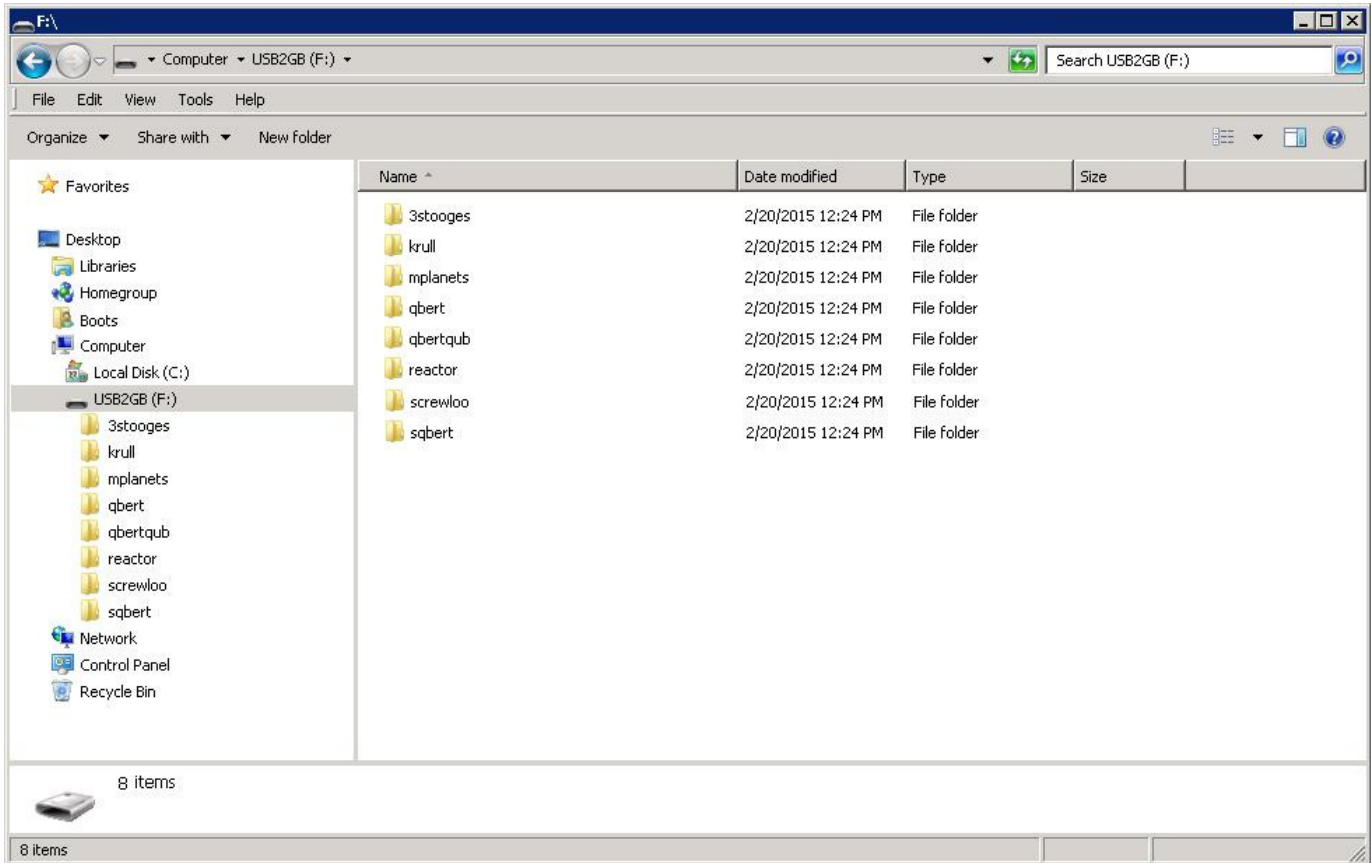 F:\
Computer USB2GB (F:) Search USB2GB (F:)
File Edit View Tools Help
Organize Share with New folder
Favorites
Desktop
Libraries
Homegroup
Boots
Computer
Local Disk (C:)
USB2GB (F:)
3stooges
krull
mplanets
qbert
qbertqub
reactor
screwloo
sqbert
Network
Control Panel
Recycle Bin
Name Date modified Type Size
3stooges 2/20/2015 12:24 PM File folder
krull 2/20/2015 12:24 PM File folder
mplanets 2/20/2015 12:24 PM File folder
qbert 2/20/2015 12:24 PM File folder
qbertqub 2/20/2015 12:24 PM File folder
reactor 2/20/2015 12:24 PM File folder
screwloo 2/20/2015 12:24 PM File folder
sqbert 2/20/2015 12:24 PM File folder
8 items
8 items